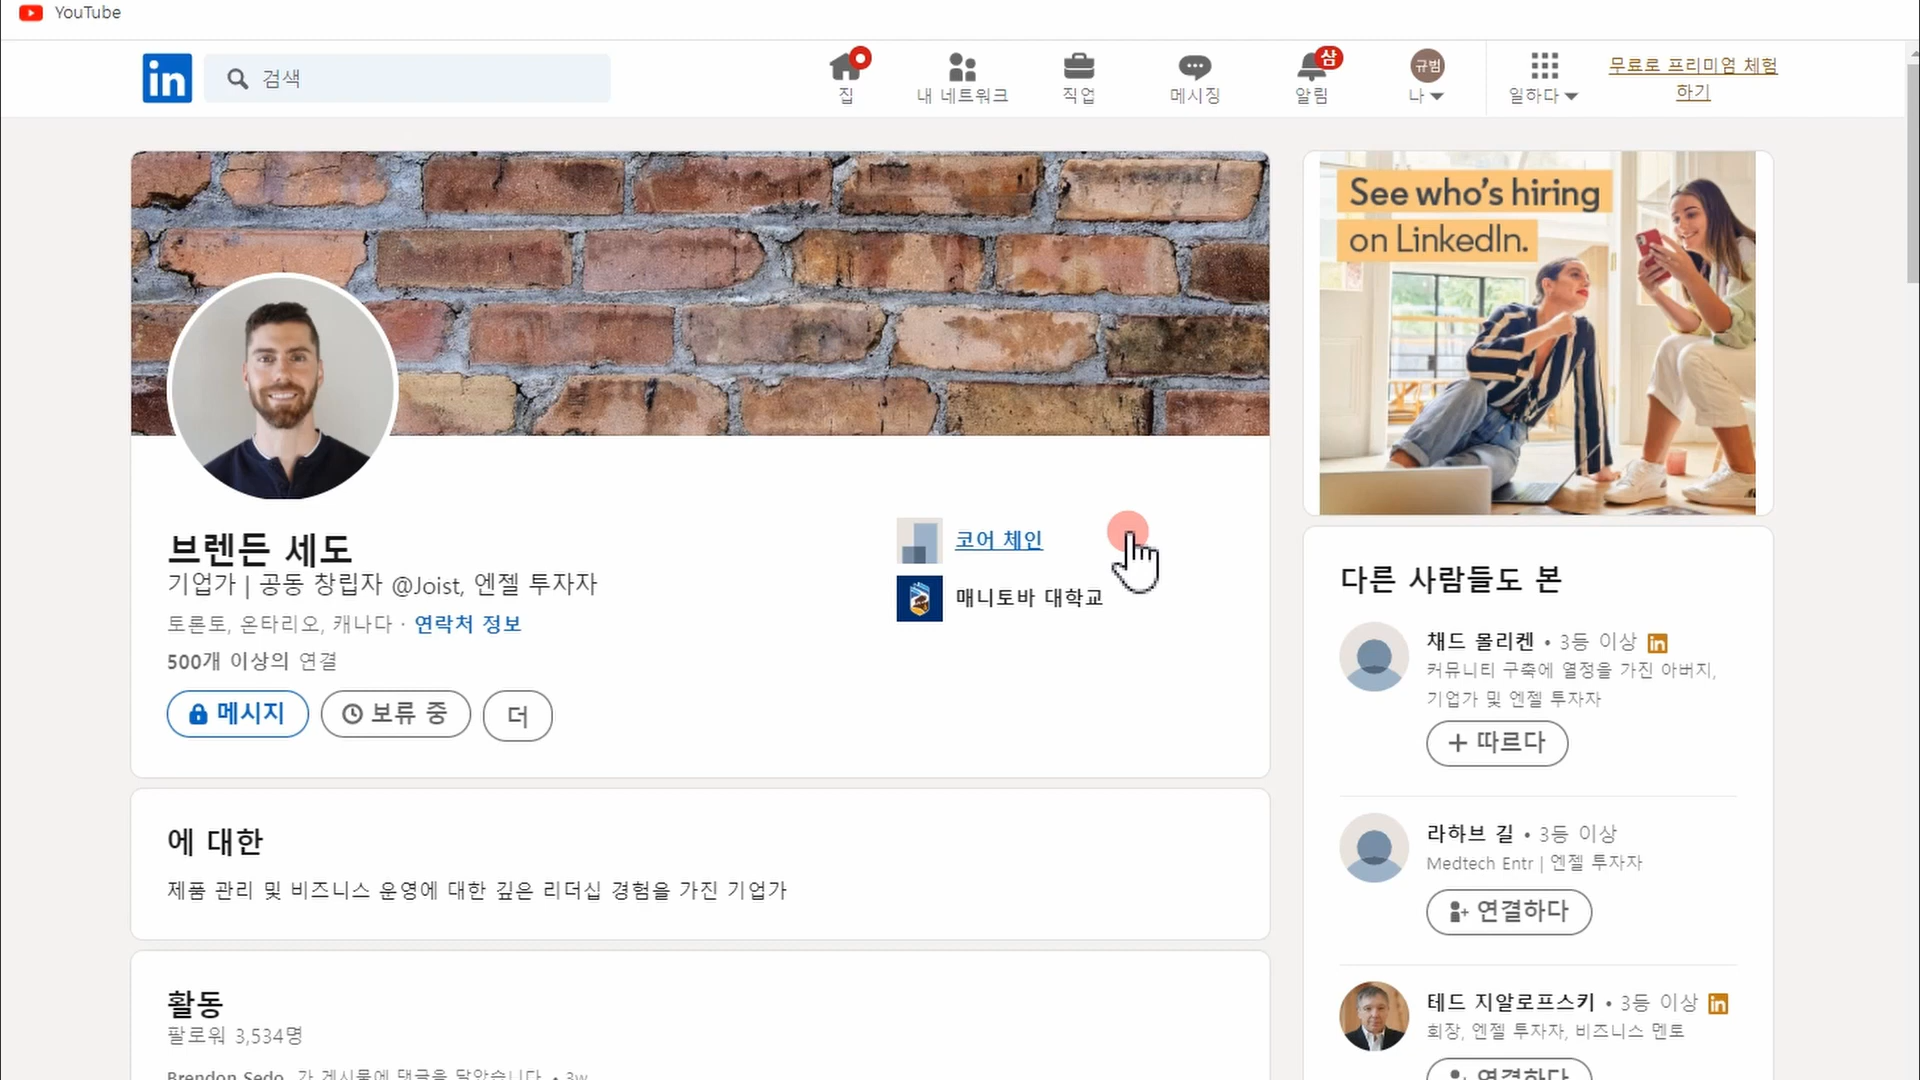 YouTube
in 검색
집
내 네트워크
직업
메시징
삼
알림
규범
나
일하다
무료로 프리미엄 체험
하기
See who's hiring
on LinkedIn.
브렌든 세도
기업가 | 공동 창립자 @Joist, 엔젤 투자자
토론토, 온타리오, 캐나다 · 연락처 정보
500개 이상의 연결
메시지
보류 중
더
코어 체인
매니토바 대학교
에 대한
제품 관리 및 비즈니스 운영에 대한 깊은 리더십 경험을 가진 기업가
활동
팔로워 3,534명
Brendon Sedo 가 게시물에 댓글을 달았습니다. • 3w
다른 사람들도 본
채드 몰리켄 • 3등 이상 in
커뮤니티 구축에 열정을 가진 아버지,
기업가 및 엔젤 투자자
+ 따르다
라하브 길 • 3등 이상
Medtech Entr | 엔젤 투자자
연결하다
테드 지알로프스키 • 3등 이상 in
회장, 엔젤 투자자, 비즈니스 멘토
연결하다